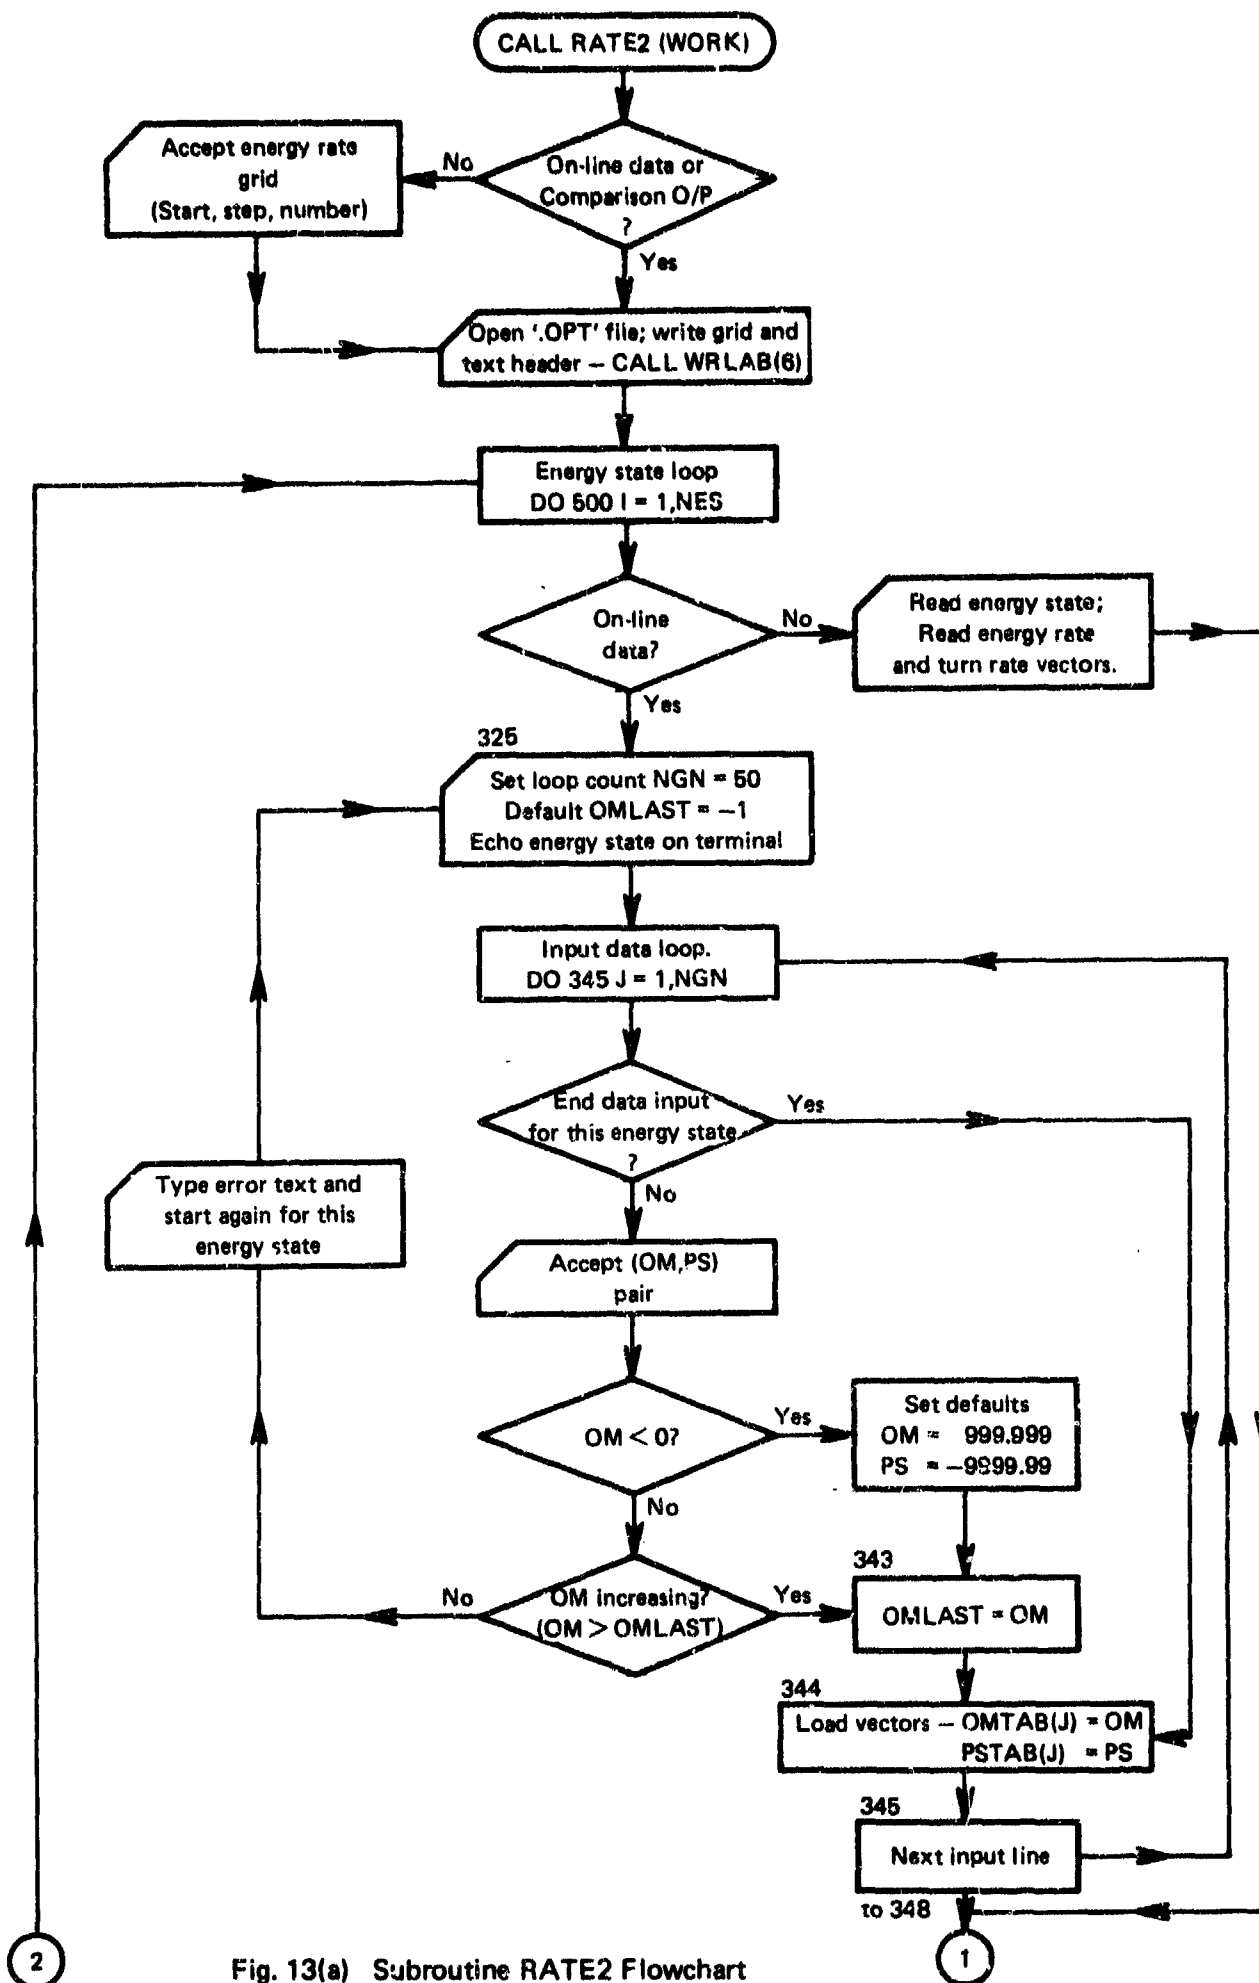 CALL RATE2 (WORK)
On-line data or
Comparison O/P
?
No
Accept energy rate
grid
(Start, step, number)
Yes
Open '.OPT' file; write grid and
text header – CALL WRLAB(6)
Energy state loop
DO 500 I = 1,NES
On-line
data?
No
Read energy state;
Read energy rate
and turn rate vectors.
Yes
325
Set loop count NGN = 50
Default OMLAST = –1
Echo energy state on terminal
Input data loop.
DO 345 J = 1,NGN
End data input
for this energy state
?
Yes
No
Type error text and
start again for this
energy state
Accept (OM,PS)
pair
OM < 0?
Yes
Set defaults
OM = 999.999
PS = –9999.99
No
343
OM increasing?
(OM > OMLAST)
No
Yes
OMLAST = OM
344
Load vectors – OMTAB(J) = OM
PSTAB(J) = PS
345
Next input line
to 348
2
1
Fig. 13(a) Subroutine RATE2 Flowchart